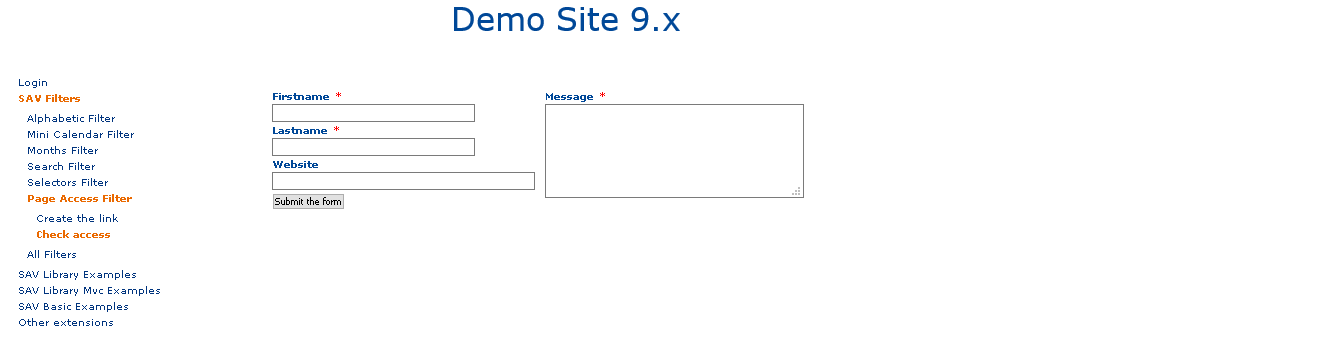 Demo Site 9.x
Login
SAV Filters
Alphabetic Filter
Mini Calendar Filter
Months Filter
Search Filter
Selectors Filter
Page Access Filter
Create the link
Check access
All Filters
SAV Library Examples
SAV Library Mvc Examples
SAV Basic Examples
Other extensions
Firstname *
Lastname *
Website
Submit the form
Message *